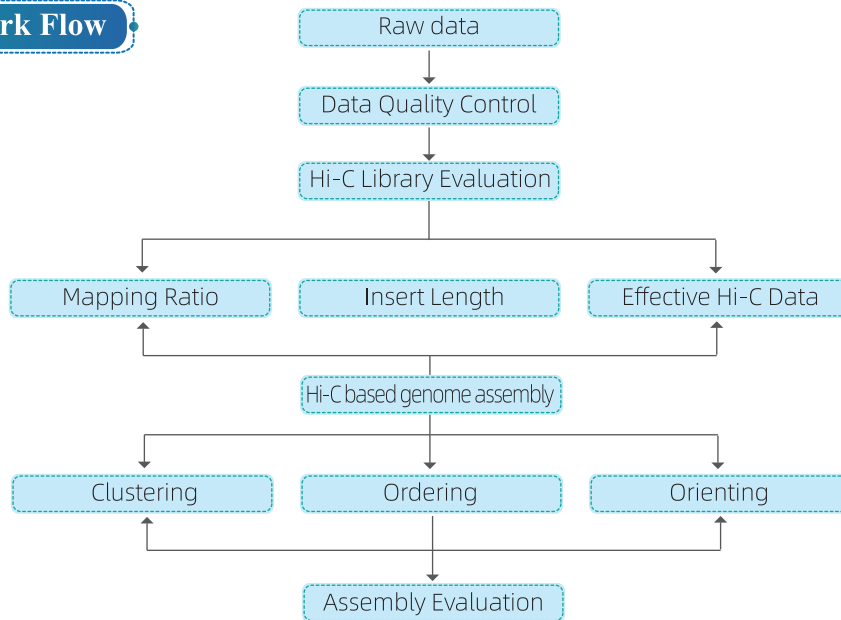 rk Flow
Raw data
Data Quality Control
Hi-C Library Evaluation
Mapping Ratio
Insert Length
Effective Hi-C Data
Hi-C based genome assembly
Clustering
Ordering
Orienting
Assembly Evaluation